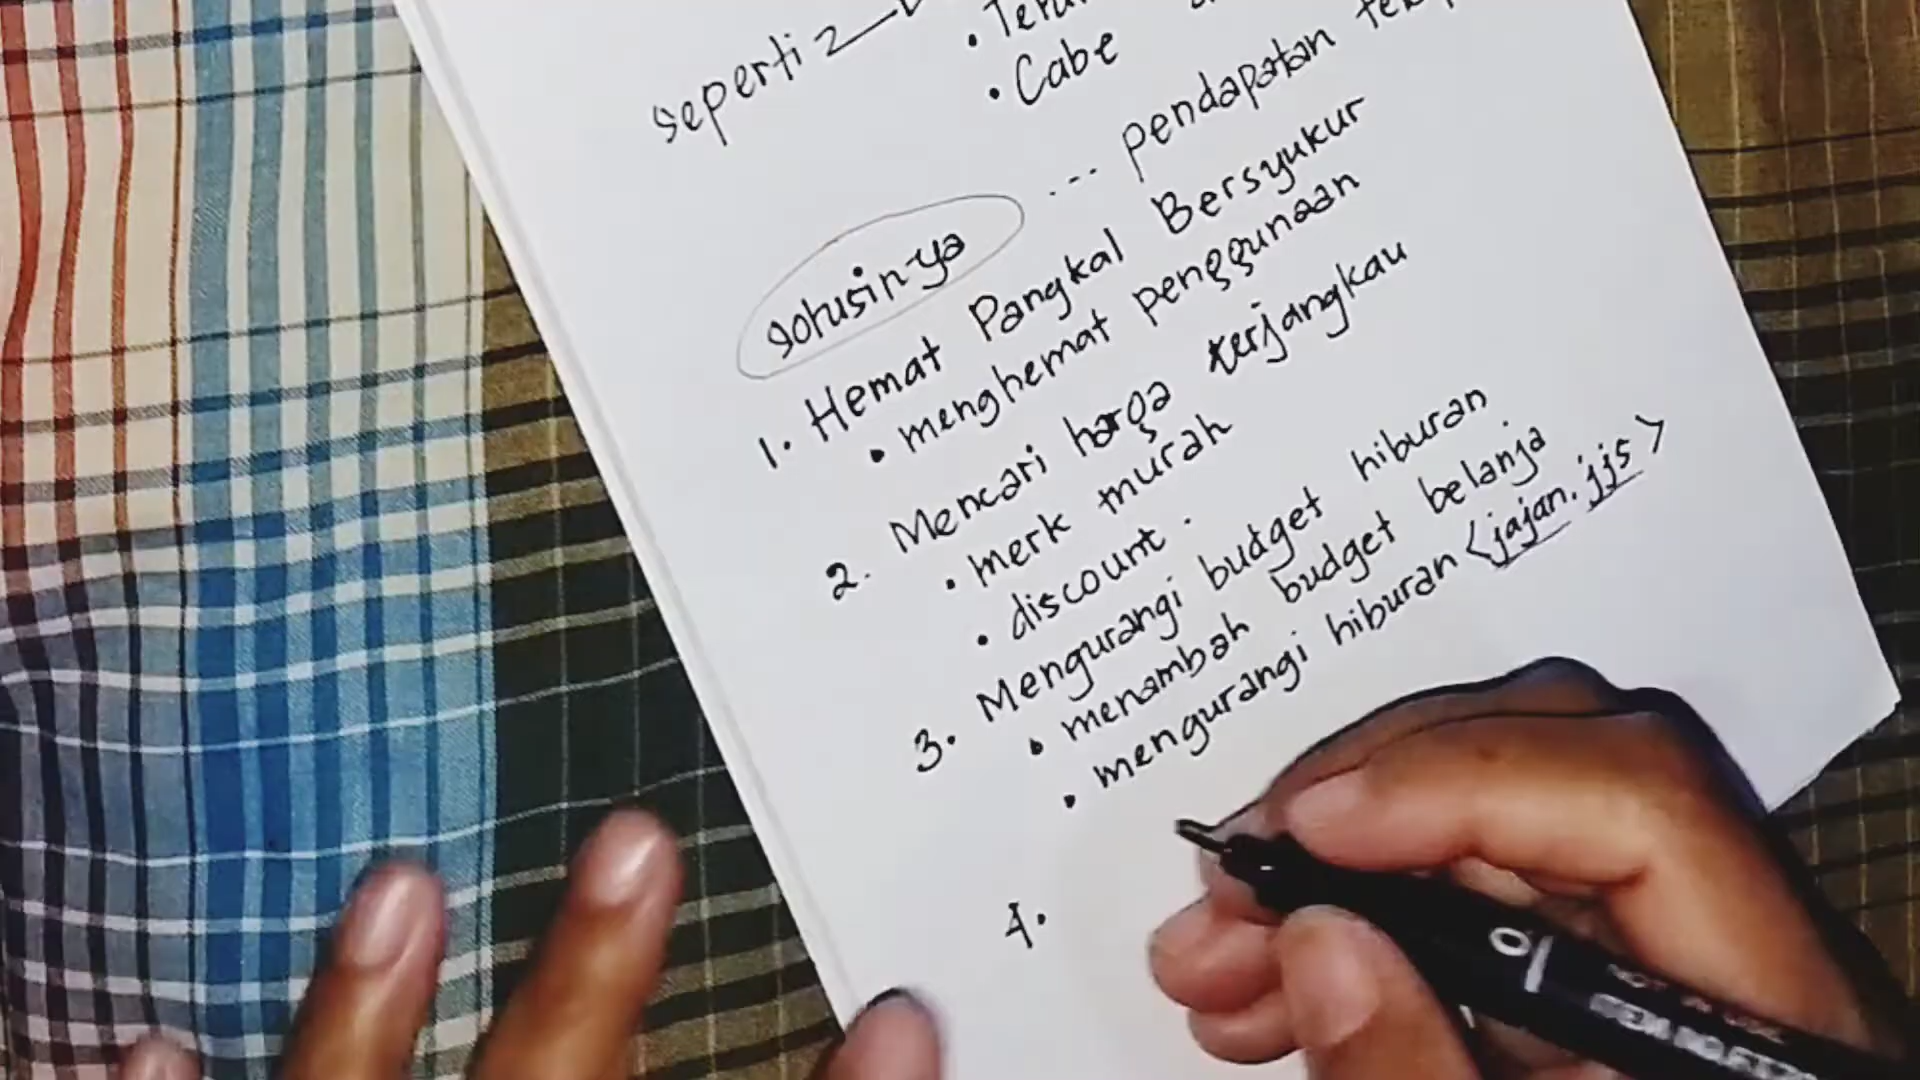 seperti
• Cabe
... pendapatan
solusinya
1. Hemat Pangkal Bersyukur
• menghemat penggunaan
2. Mencari harga terjangkau
• merk murah
• discount.
3. Mengurangi budget hiburan
• menambah budget belanja
• mengurangi hiburan <jajan, jjs>
4.